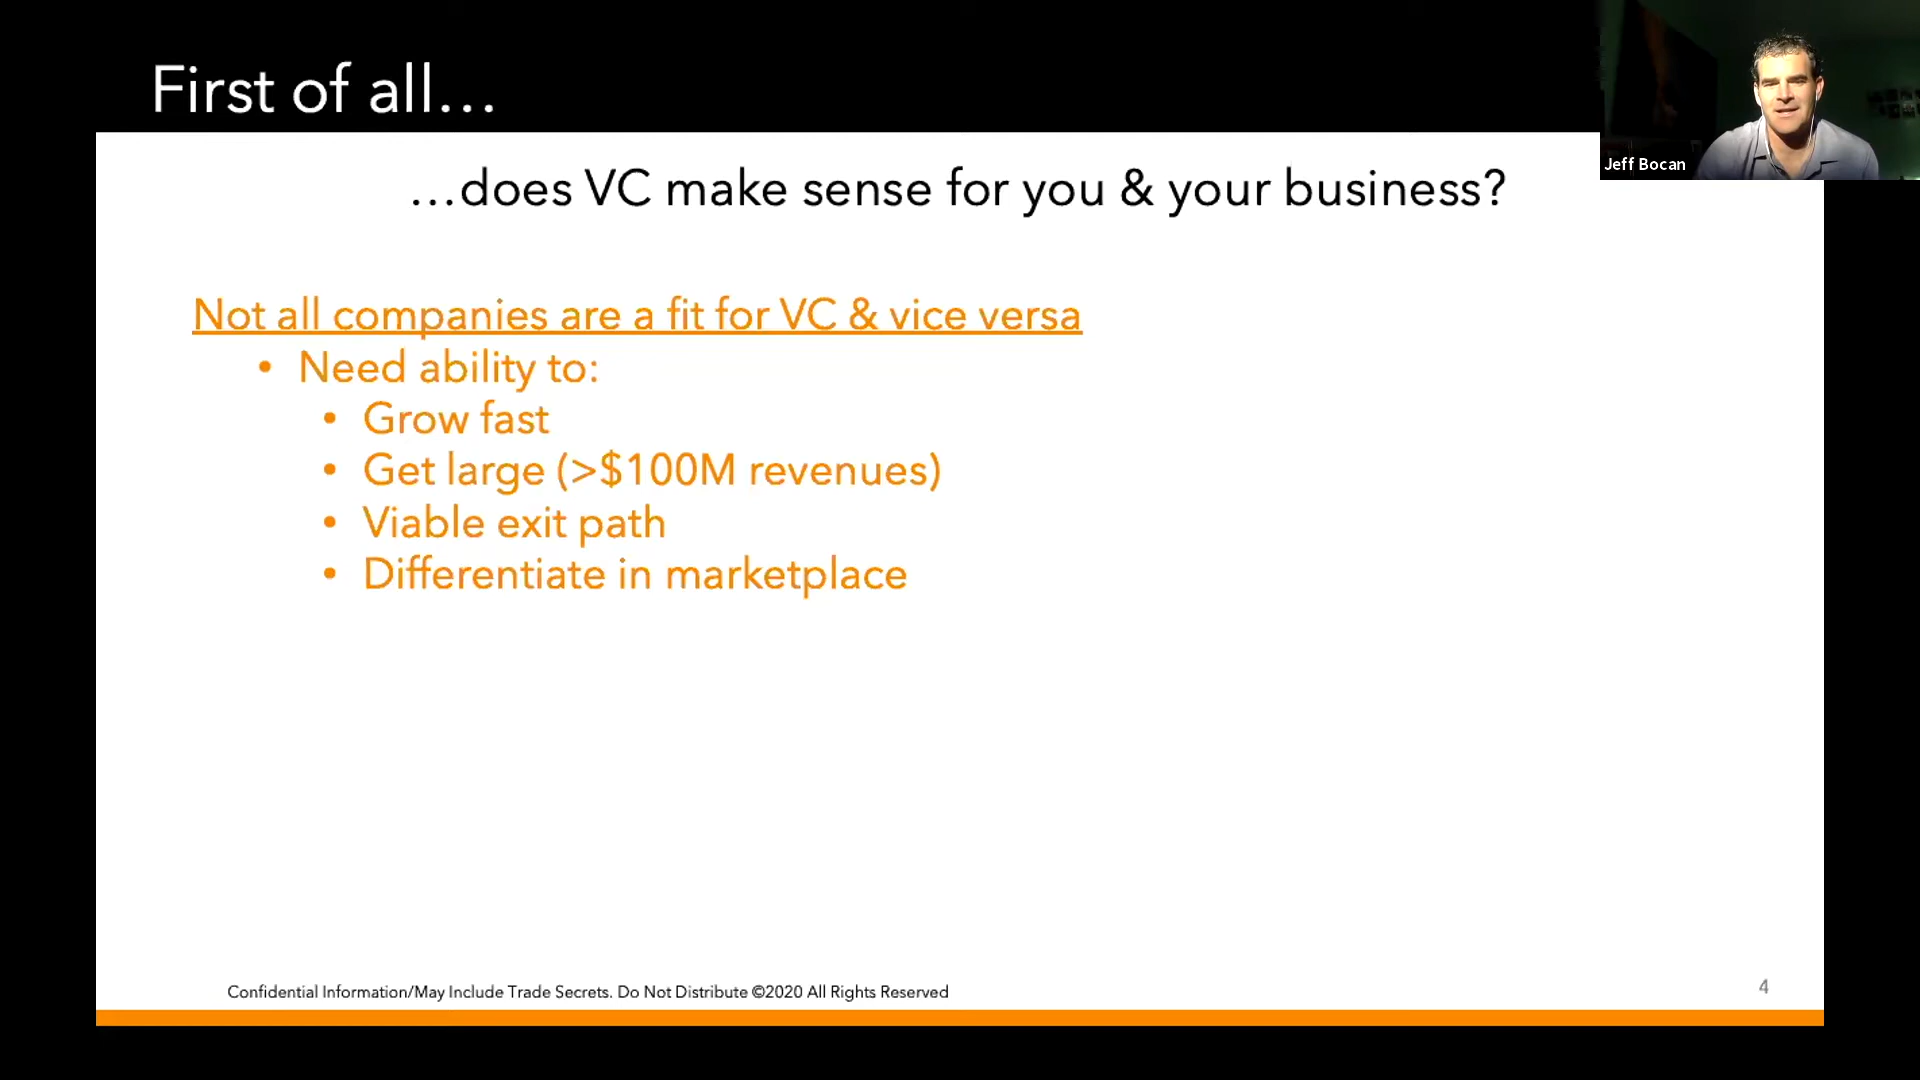 First of all…
Jeff Bocan
…does VC make sense for you & your business?
Not all companies are a fit for VC & vice versa
• Need ability to:
• Grow fast
• Get large (>$100M revenues)
• Viable exit path
• Differentiate in marketplace
Confidential Information/May Include Trade Secrets. Do Not Distribute ©2020 All Rights Reserved
4